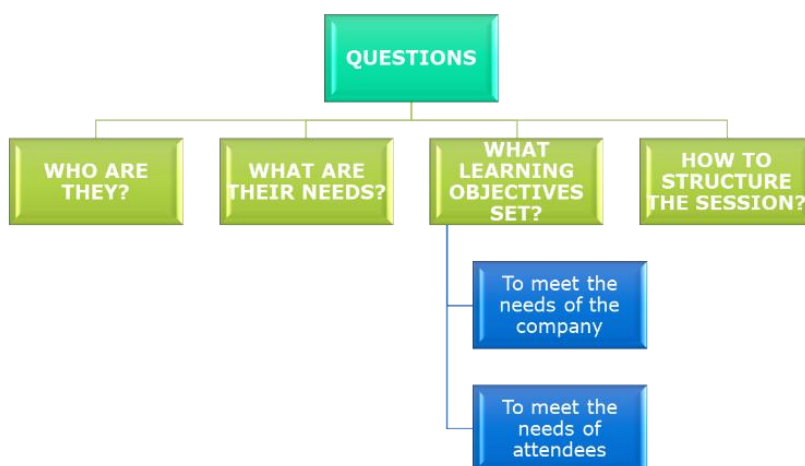 QUESTIONS
WHO ARE
THEY?
WHAT ARE
THEIR NEEDS?
WHAT
LEARNING
OBJECTIVES
SET?
HOW TO
STRUCTURE
THE SESSION?
To meet the
needs of the
company
To meet the
needs of
attendees